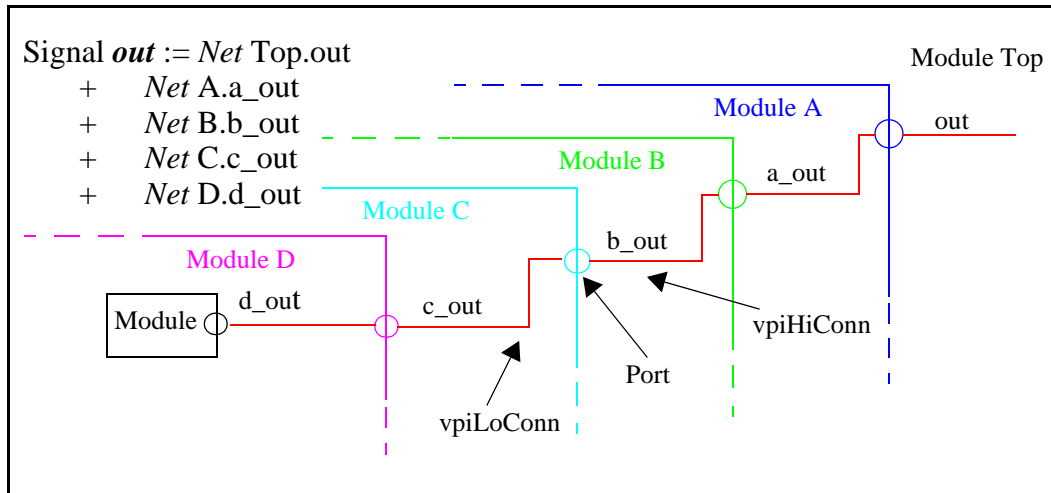 Signal out := Net Top.out
+ Net A.a_out
+ Net B.b_out
+ Net C.c_out
+ Net D.d_out
Module Top
Module A
out
Module B
a_out
Module C
b_out
Module D
d_out
c_out
Module
vpiHiConn
Port
vpiLoConn